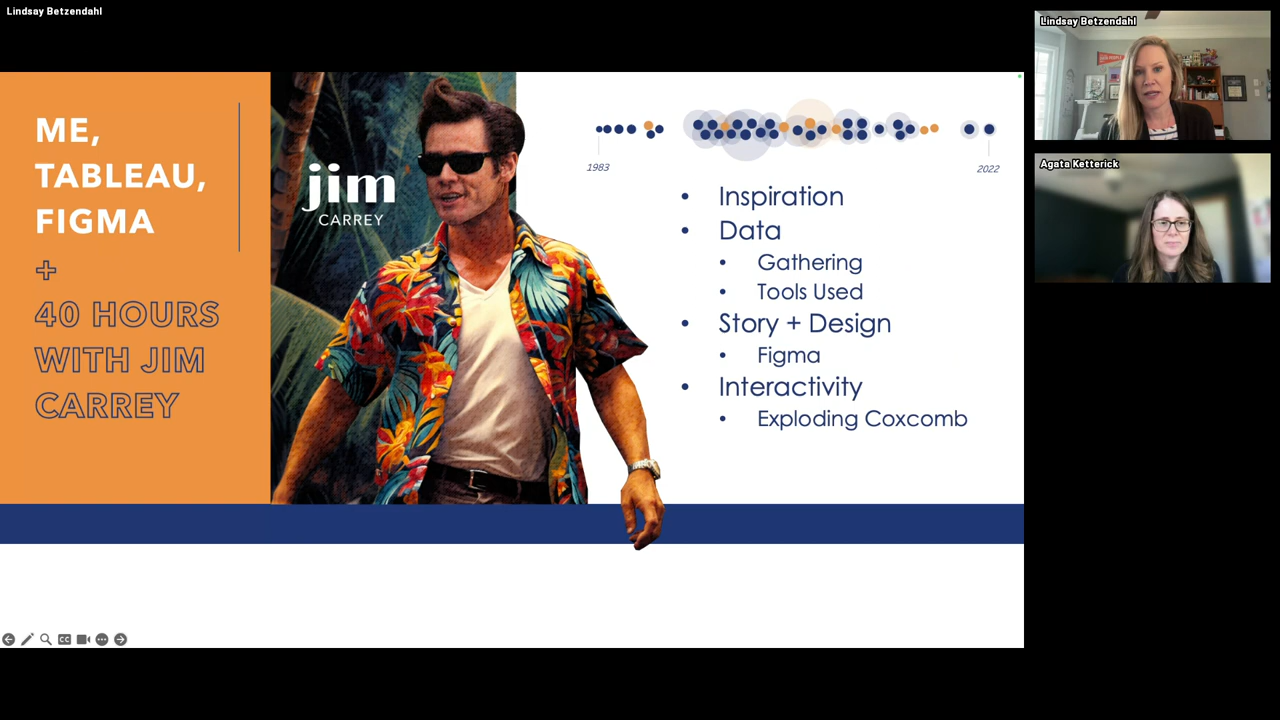 Lindsay Betzendahl
ME,
TABLEAU,
FIGMA
+
40 HOURS
WITH JIM
CARREY
jim
CARREY
1983
2022
• Inspiration
• Data
• Gathering
• Tools Used
• Story + Design
• Figma
• Interactivity
• Exploding Coxcomb
CC
Lindsay Betzendahl
Agata Ketterick